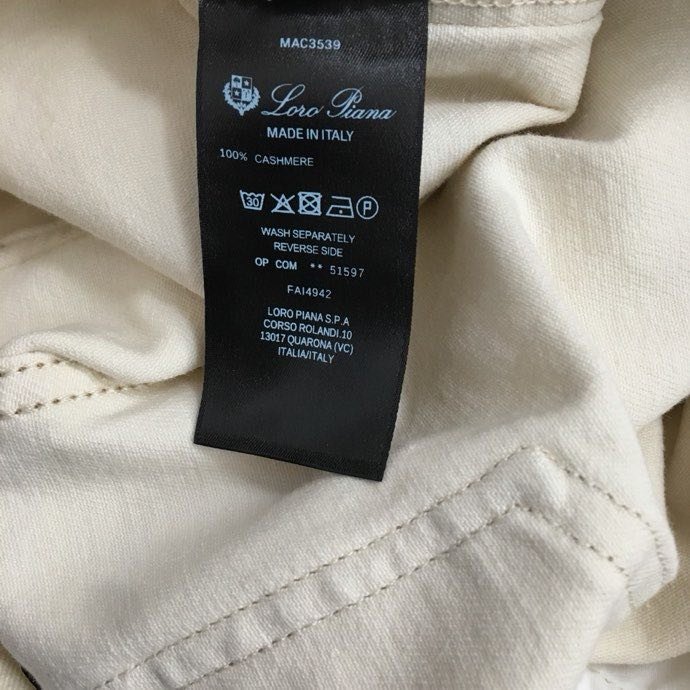 MAC3539
Loro Piana
MADE IN ITALY
100% CASHMERE
30 P
WASH SEPARATELY
REVERSE SIDE
OP COM ** 51597
FAI4942
LORO PIANA S.P.A
CORSO ROLANDI.10
13017 QUARONA (VC)
ITALIA/ITALY